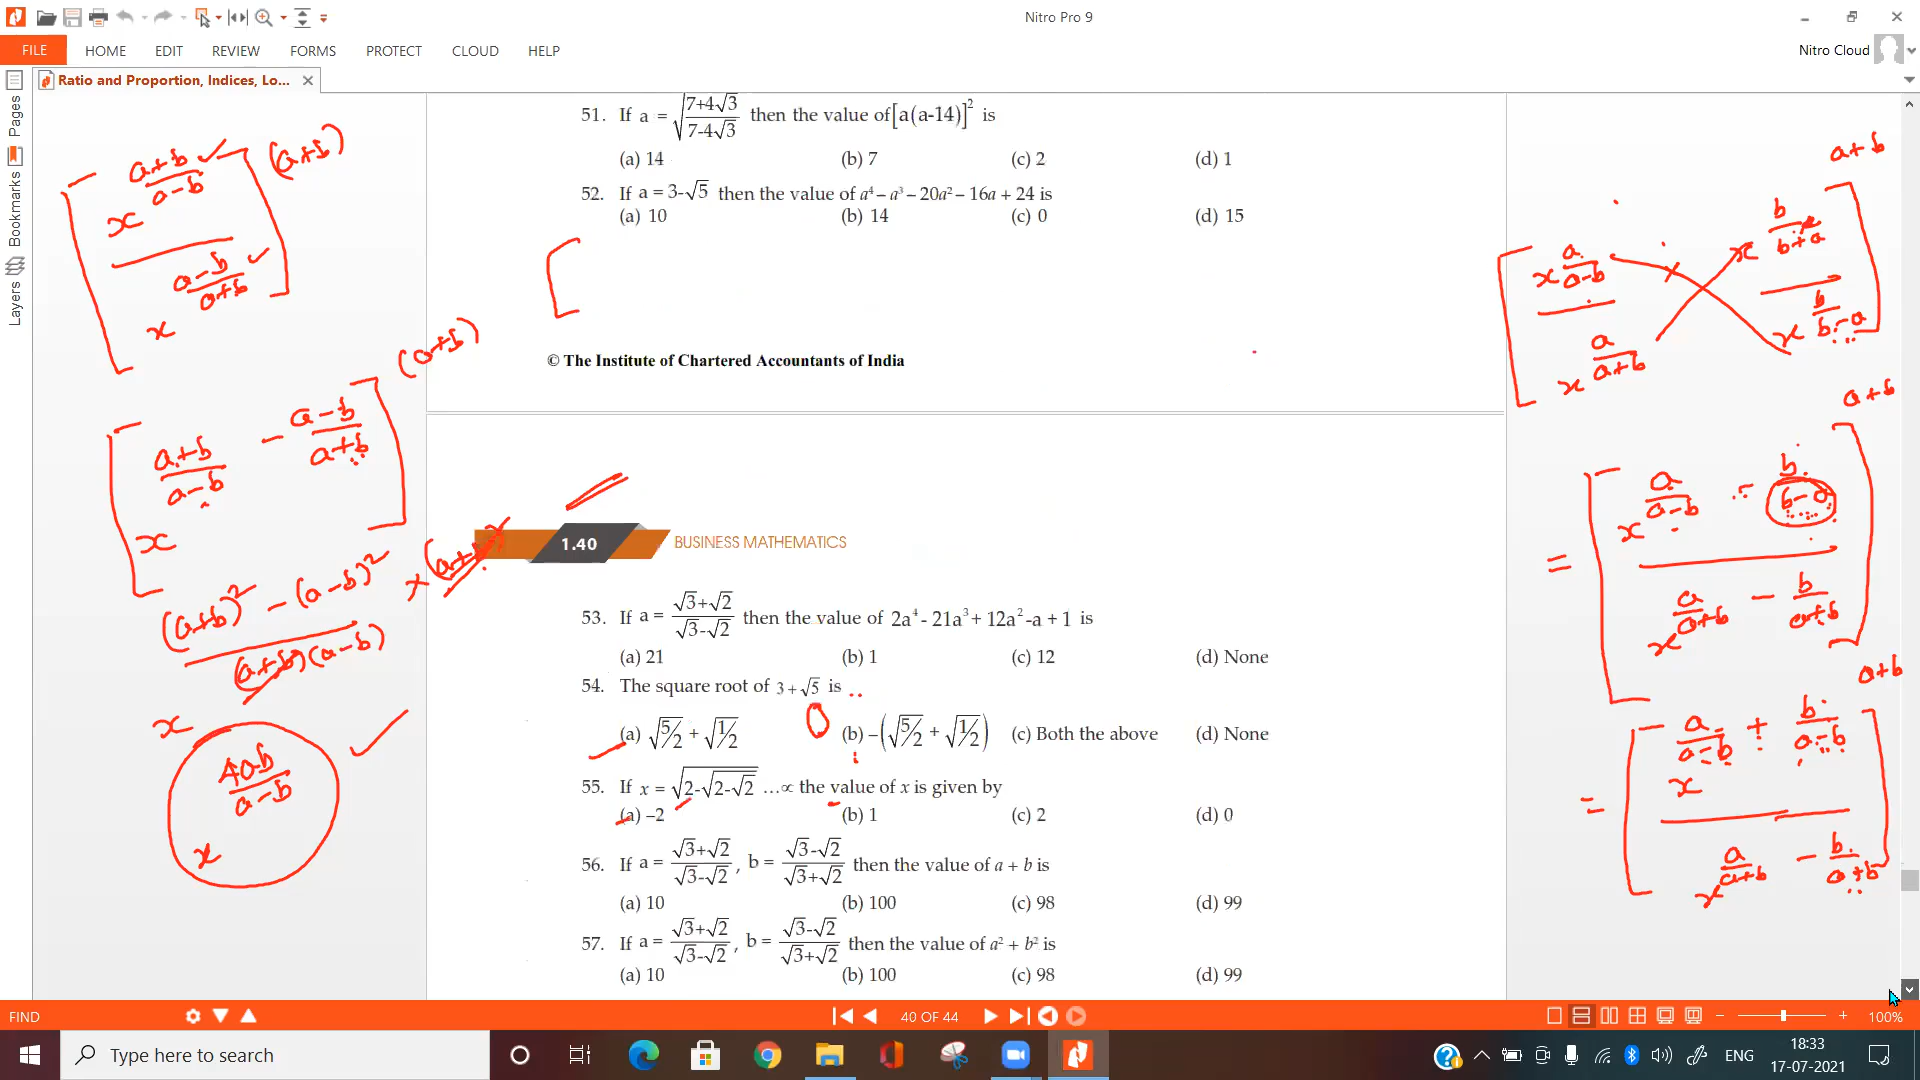 Nitro Pro 9
FILE HOME EDIT REVIEW FORMS PROTECT CLOUD HELP
Nitro Cloud
Ratio and Proportion, Indices, Lo...
Pages
Bookmarks
Layers
51. If a = √(7+4√3 / 7-4√3) then the value of [a(a-14)]² is
(a) 14 (b) 7 (c) 2 (d) 1
52. If a = 3-√5 then the value of a⁴ – a³ – 20a² – 16a + 24 is
(a) 10 (b) 14 (c) 0 (d) 15
© The Institute of Chartered Accountants of India
1.40 BUSINESS MATHEMATICS
53. If a = (√3+√2)/(√3-√2) then the value of 2a⁴ - 21a³ + 12a² -a + 1 is
(a) 21 (b) 1 (c) 12 (d) None
54. The square root of 3 + √5 is
(a) √(5/2) + √(1/2) (b) –(√(5/2) + √(1/2)) (c) Both the above (d) None
55. If x = √2-√2-√2 ...∝ the value of x is given by
(a) –2 (b) 1 (c) 2 (d) 0
56. If a = (√3+√2)/(√3-√2), b = (√3-√2)/(√3+√2) then the value of a + b is
(a) 10 (b) 100 (c) 98 (d) 99
57. If a = (√3+√2)/(√3-√2), b = (√3-√2)/(√3+√2) then the value of a² + b² is
(a) 10 (b) 100 (c) 98 (d) 99
[x^((a+b)/(a-b)) / x^((a-b)/(a+b))]^(a+b)
[x^((a+b)/(a-b) - (a-b)/(a+b))]^(a+b)
((a+b)² - (a-b)²) / ((a+b)(a-b)) × (a+b)
x
x^(4ab/(a-b))
[x^(a/(a-b)) / x^(a/(a+b))] [x^(b/(b+a)) / x^(b/(b-a))]^(a+b)
= [x^(a/(a-b) - b/(b-a)) / x^(a/(a+b) - b/(a+b))]^(a+b)
= [x^(a/(a-b) + b/(a-b)) / x^(a/(a+b) - b/(a+b))]^(a+b)
FIND
40 OF 44
100%
Type here to search
ENG
18:33
17-07-2021